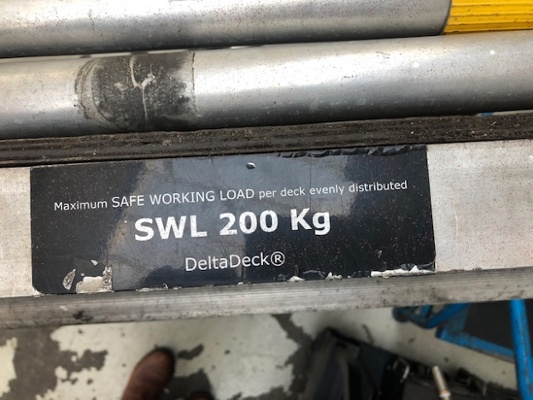 Maximum SAFE WORKING LOAD per deck evenly distributed
SWL 200 Kg
DeltaDeck®